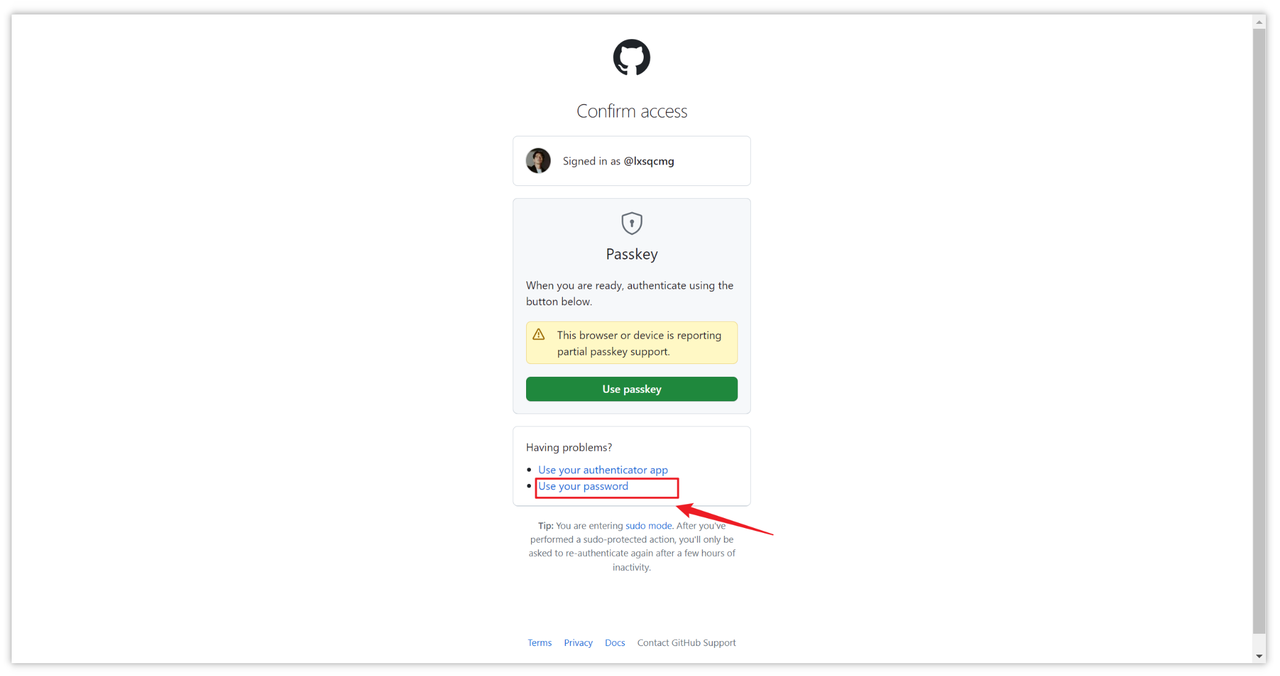 Confirm access
Signed in as @lxsqcmg
Passkey
When you are ready, authenticate using the
button below.
This browser or device is reporting
partial passkey support.
Use passkey
Having problems?
Use your authenticator app
Use your password
Tip: You are entering sudo mode. After you've
performed a sudo-protected action, you'll only be
asked to re-authenticate again after a few hours of
inactivity.
Terms Privacy Docs Contact GitHub Support